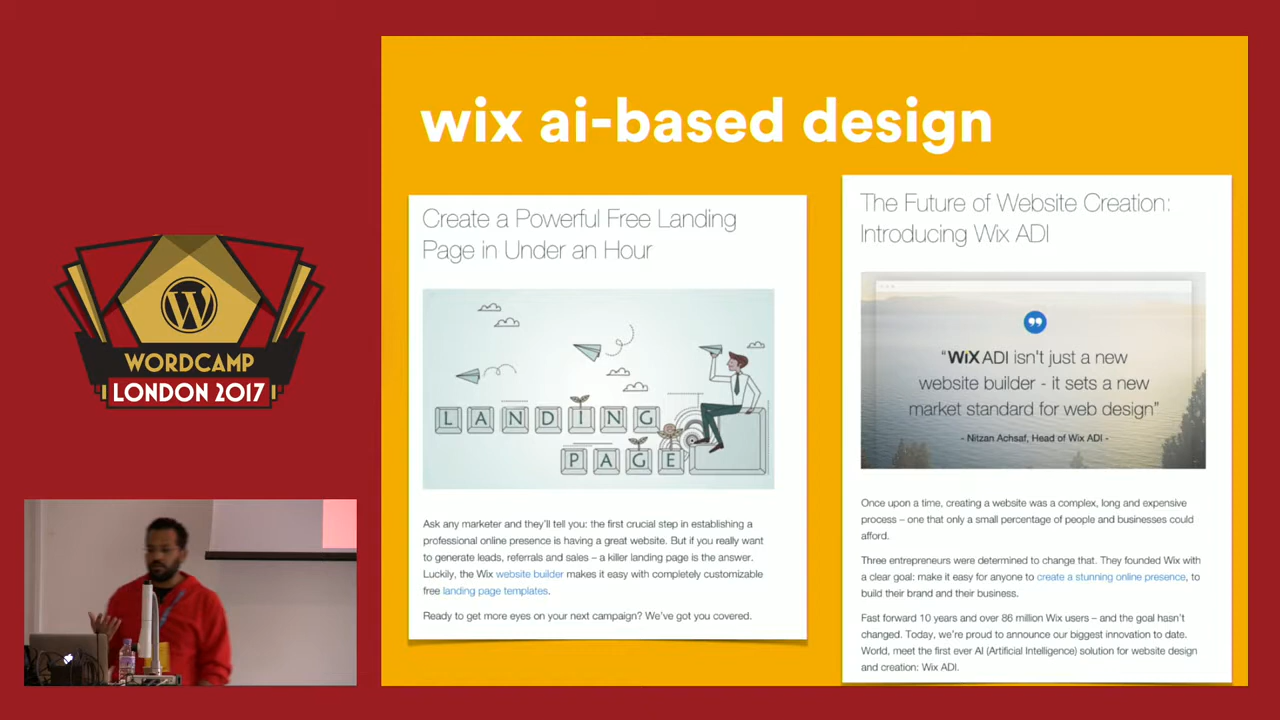 wix ai-based design
Create a Powerful Free Landing
Page in Under an Hour
LANDING
PAGE
Ask any marketer and they'll tell you: the first crucial step in establishing a
professional online presence is having a great website. But if you really want
to generate leads, referrals and sales – a killer landing page is the answer.
Luckily, the Wix website builder makes it easy with completely customizable
free landing page templates.
Ready to get more eyes on your next campaign? We've got you covered.
The Future of Website Creation:
Introducing Wix ADI
"WiX ADI isn't just a new
website builder - it sets a new
market standard for web design"
- Nitzan Achsaf, Head of Wix ADI -
Once upon a time, creating a website was a complex, long and expensive
process – one that only a small percentage of people and businesses could
afford.
Three entrepreneurs were determined to change that. They founded Wix with
a clear goal: make it easy for anyone to create a stunning online presence, to
build their brand and their business.
Fast forward 10 years and over 86 million Wix users – and the goal hasn't
changed. Today, we're proud to announce our biggest innovation to date.
World, meet the first ever AI (Artificial Intelligence) solution for website design
and creation: Wix ADI.
W
WORDCAMP
LONDON 2017